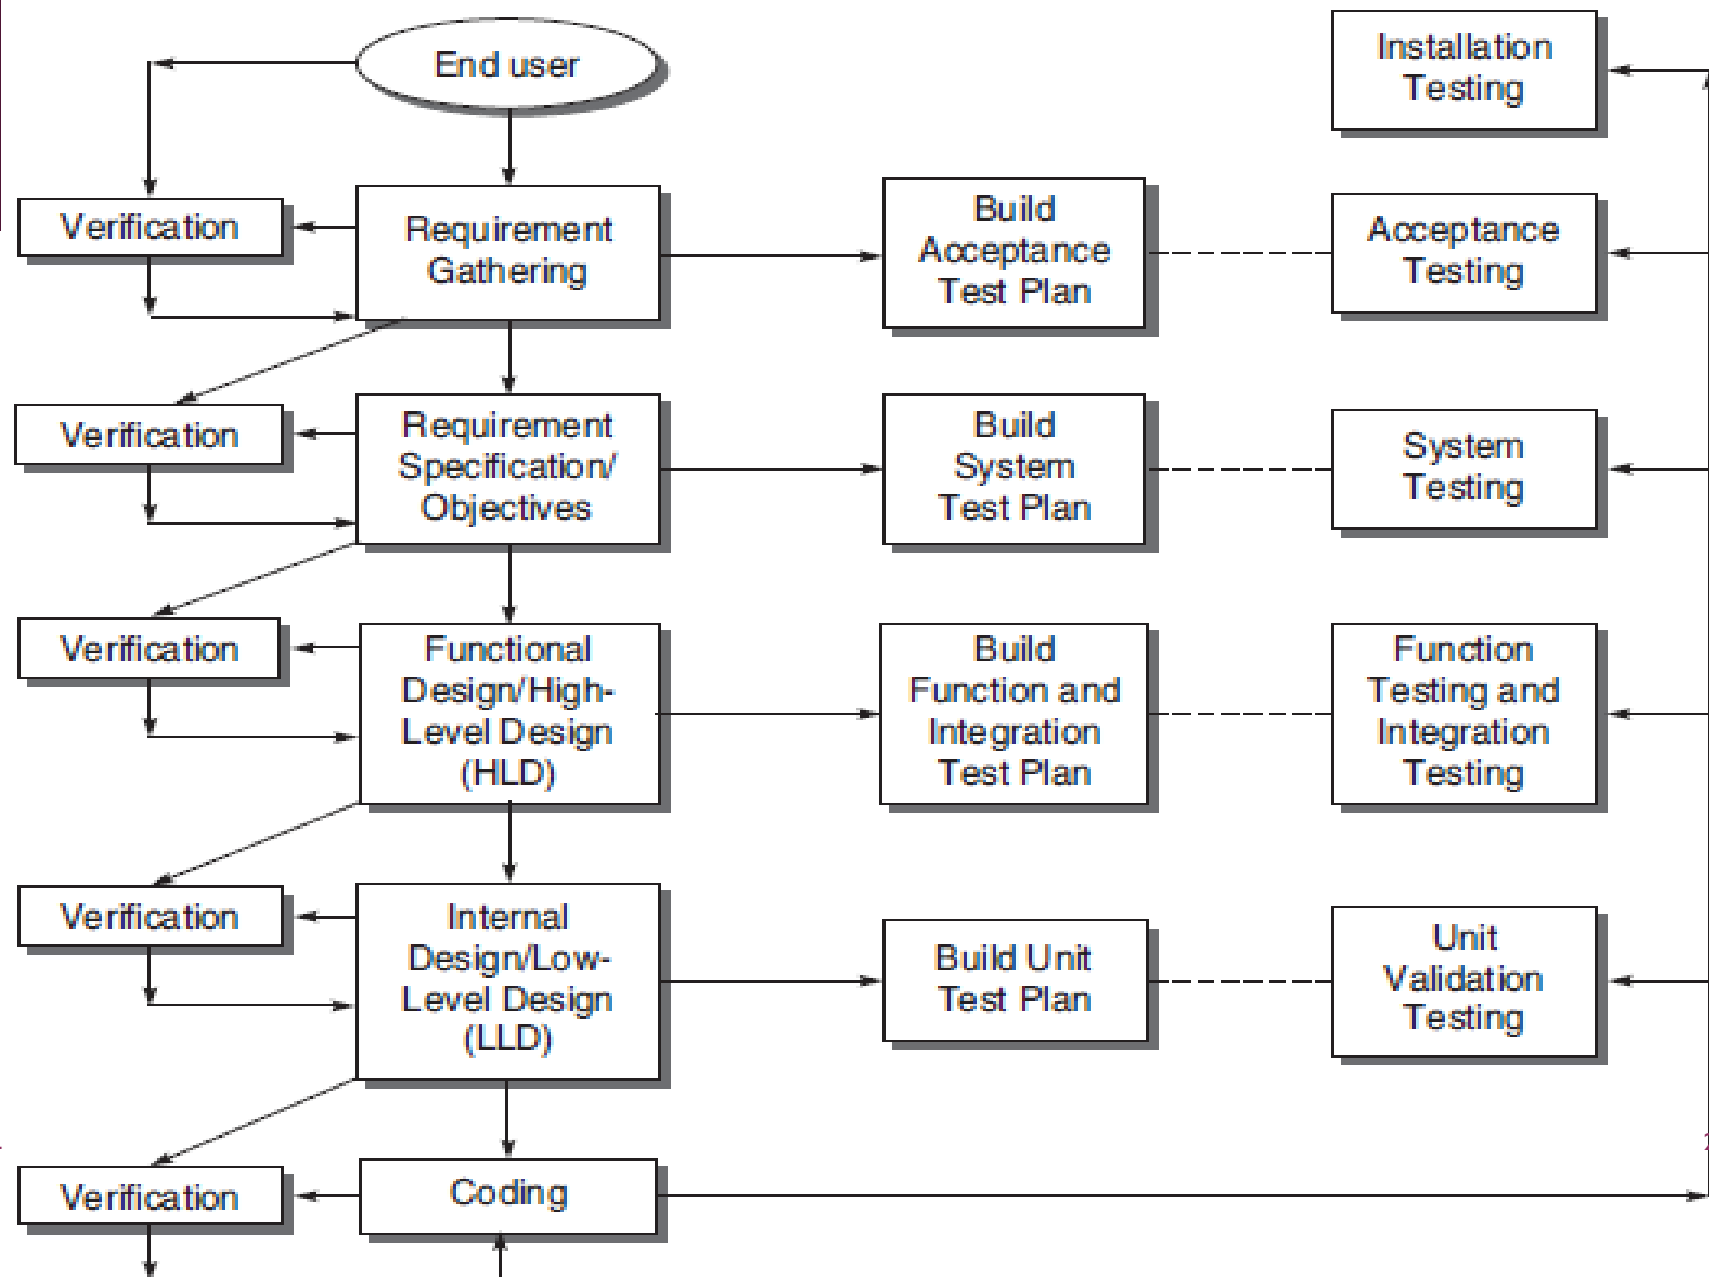 End user
Installation
Testing
Verification
Requirement
Gathering
Build
Acceptance
Test Plan
Acceptance
Testing
Verification
Requirement
Specification/
Objectives
Build
System
Test Plan
System
Testing
Verification
Functional
Design/High-
Level Design
(HLD)
Build
Function and
Integration
Test Plan
Function
Testing and
Integration
Testing
Verification
Internal
Design/Low-
Level Design
(LLD)
Build Unit
Test Plan
Unit
Validation
Testing
Verification
Coding